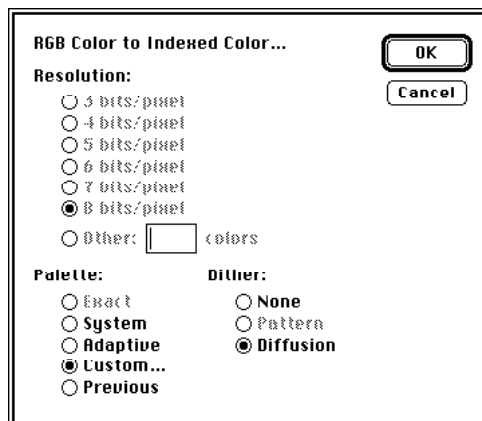 RGB Color to Indexed Color...
OK
Cancel
Resolution:
3 bits/pixel
4 bits/pixel
5 bits/pixel
6 bits/pixel
7 bits/pixel
8 bits/pixel
Other: colors
Palette:
Exact
System
Adaptive
Custom...
Previous
Dither:
None
Pattern
Diffusion